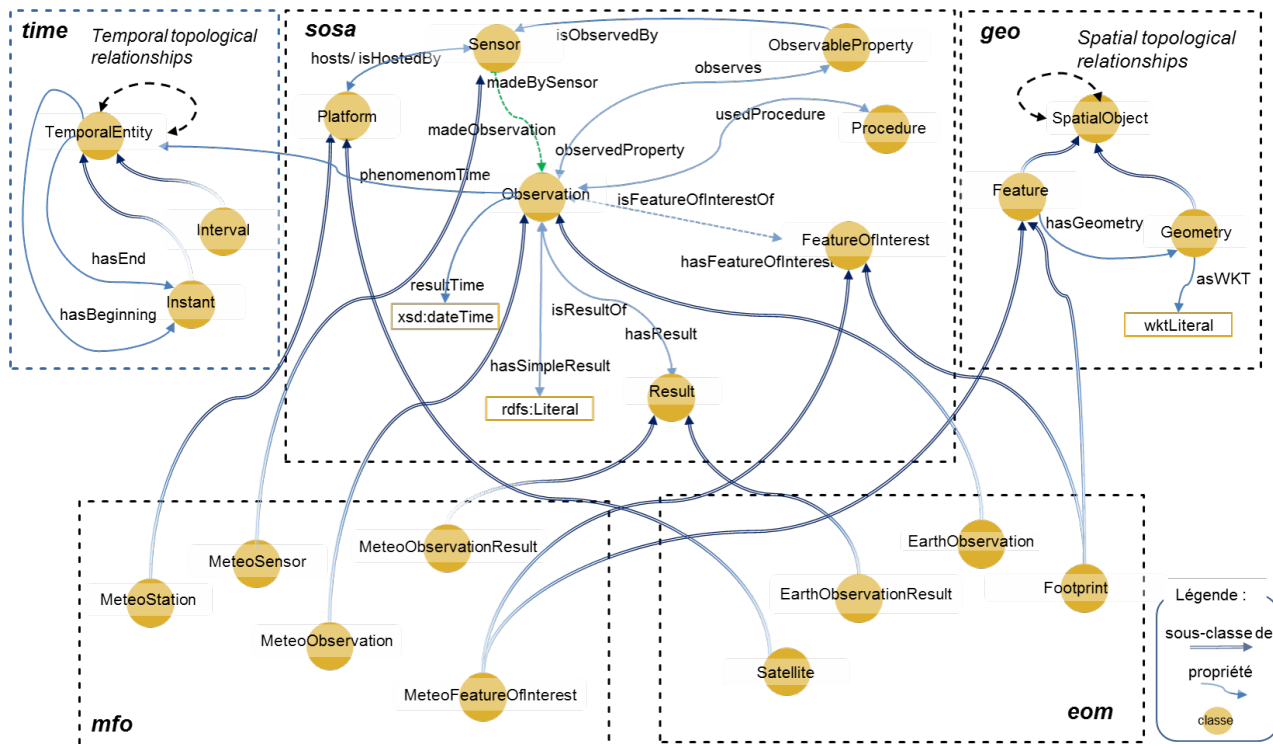 time
Temporal topological
relationships
TemporalEntity
Interval
hasEnd
Instant
hasBeginning
sosa
Sensor
isObservedBy
ObservableProperty
hosts/ isHostedBy
observes
madeBySensor
Platform
usedProcedure
Procedure
madeObservation
observedProperty
phenomenomTime
Observation
isFeatureOfInterestOf
FeatureOfInterest
hasFeatureOfInterest
resultTime
xsd:dateTime
isResultOf
hasResult
hasSimpleResult
Result
rdfs:Literal
geo
Spatial topological
relationships
SpatialObject
Feature
hasGeometry
Geometry
asWKT
wktLiteral
MeteoObservationResult
MeteoSensor
MeteoStation
MeteoObservation
MeteoFeatureOfInterest
mfo
EarthObservation
EarthObservationResult
Footprint
Satellite
eom
Légende :
sous-classe de
propriété
classe